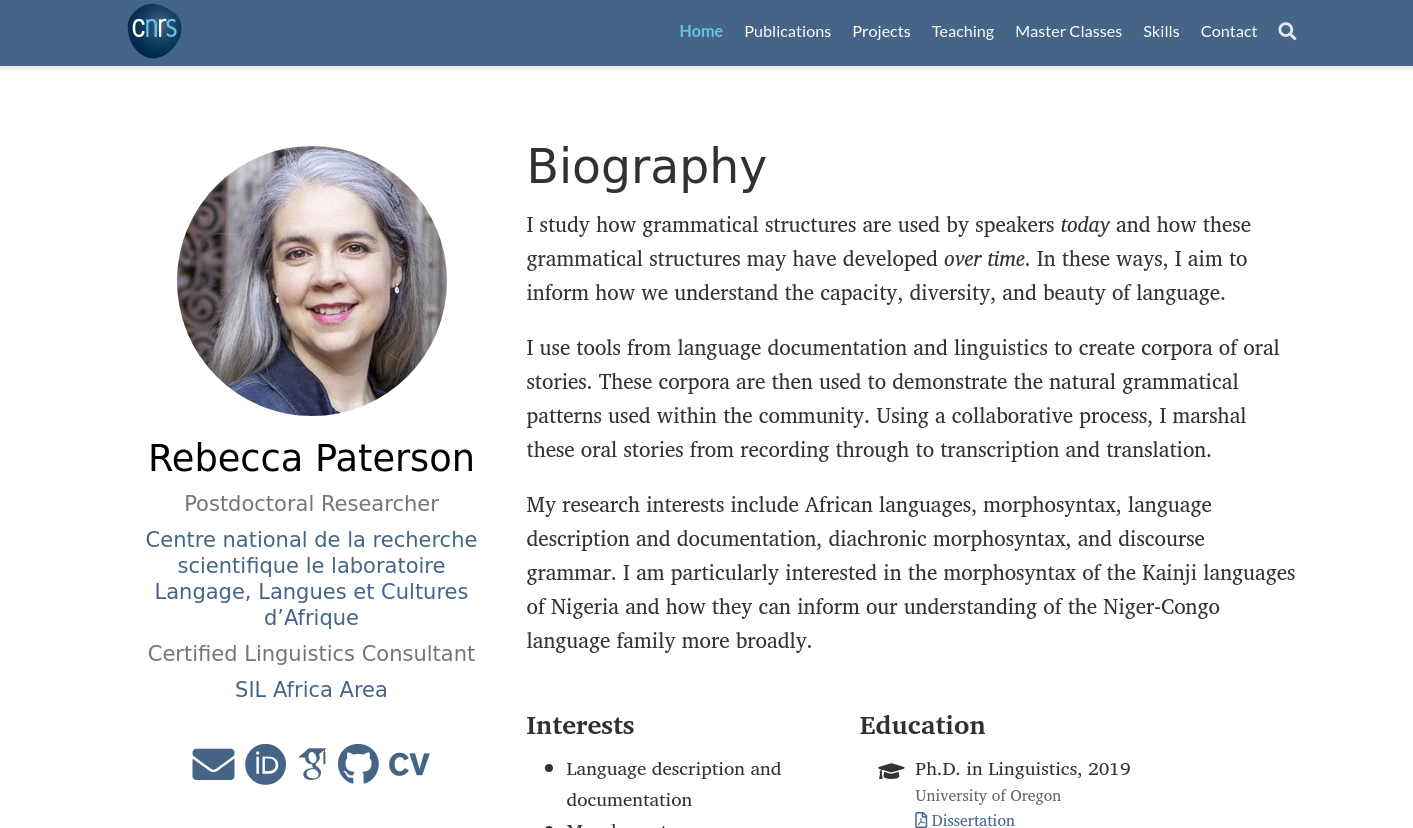 cnrs
Home Publications Projects Teaching Master Classes Skills Contact
Rebecca Paterson
Postdoctoral Researcher
Centre national de la recherche
scientifique le laboratoire
Langage, Langues et Cultures
d’Afrique
Certified Linguistics Consultant
SIL Africa Area
iD g CV
Biography
I study how grammatical structures are used by speakers today and how these
grammatical structures may have developed over time. In these ways, I aim to
inform how we understand the capacity, diversity, and beauty of language.
I use tools from language documentation and linguistics to create corpora of oral
stories. These corpora are then used to demonstrate the natural grammatical
patterns used within the community. Using a collaborative process, I marshal
these oral stories from recording through to transcription and translation.
My research interests include African languages, morphosyntax, language
description and documentation, diachronic morphosyntax, and discourse
grammar. I am particularly interested in the morphosyntax of the Kainji languages
of Nigeria and how they can inform our understanding of the Niger-Congo
language family more broadly.
Interests
Language description and
documentation
Education
Ph.D. in Linguistics, 2019
University of Oregon
Dissertation